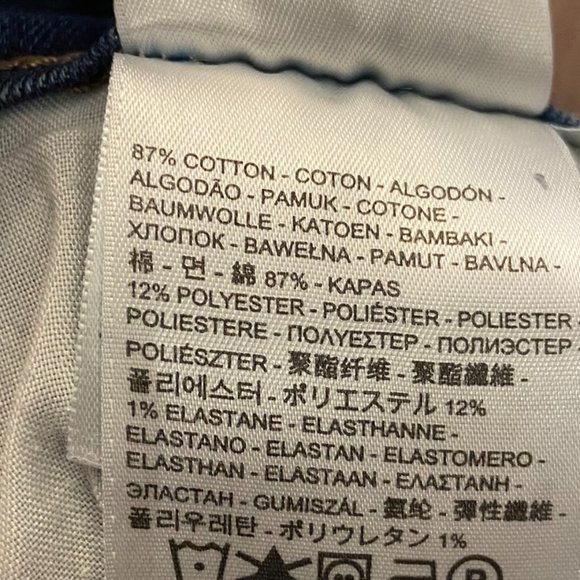 87% COTTON - COTON - ALGODÓN -
ALGODÃO - PAMUK - COTONE -
BAUMWOLLE - KATOEN - BAMBAKI -
ХЛОПОК - BAWEŁNA - PAMUT - BAVLNA -
棉 - 면 - 綿 87% - KAPAS
12% POLYESTER - POLIÉSTER - POLIESTER -
POLIESTERE - ΠΟΛΥΕΣΤΕΡ - ПОЛИЭСТЕР -
POLIÉSZTER - 聚酯纤维 - 聚酯纖維 -
폴리에스터 - ポリエステル 12%
1% ELASTANE - ELASTHANNE -
ELASTANO - ELASTAN - ELASTOMERO -
ELASTHAN - ELASTAAN - ΕΛΑΣΤΑΝΗ -
ЭЛАСТАН - GUMISZÁL - 氨纶 - 彈性纖維 -
폴리우레탄 - ポリウレタン 1%